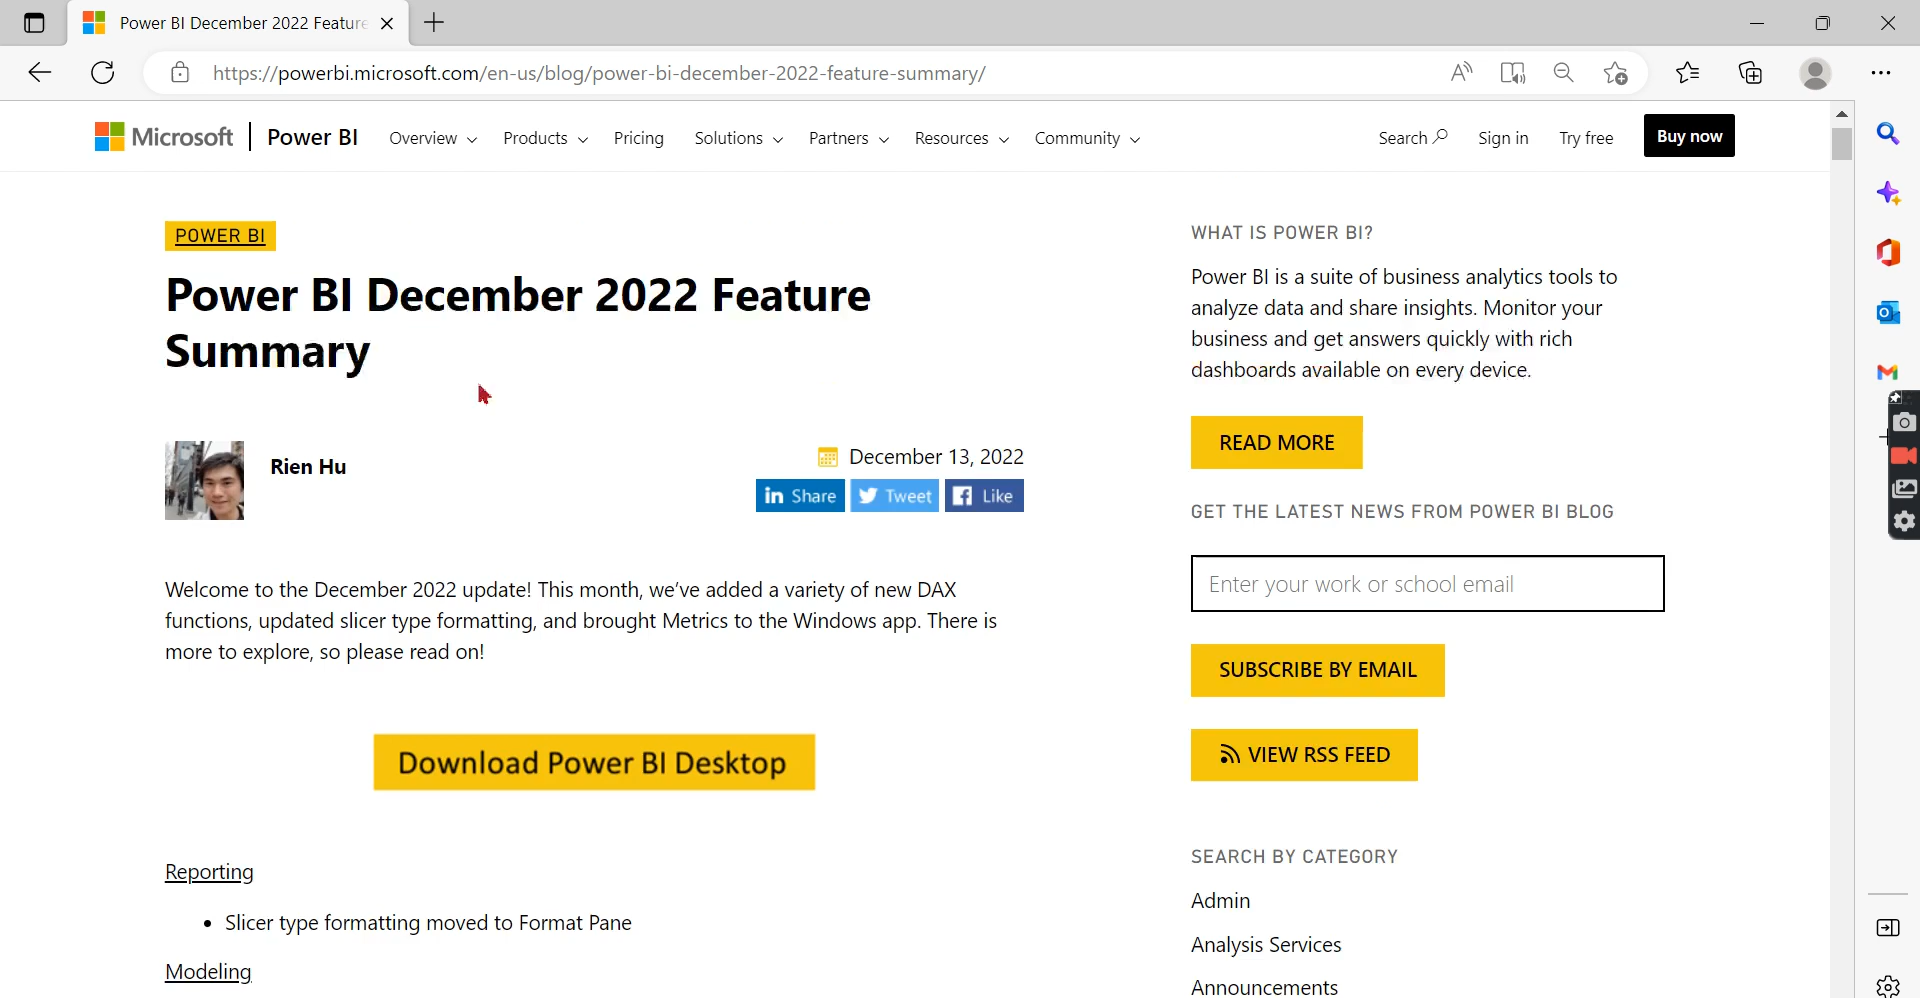 Power BI December 2022 Feature
https://powerbi.microsoft.com/en-us/blog/power-bi-december-2022-feature-summary/
Microsoft Power BI Overview Products Pricing Solutions Partners Resources Community Search Sign in Try free Buy now
POWER BI
Power BI December 2022 Feature
Summary
Rien Hu
December 13, 2022
in Share Tweet Like
Welcome to the December 2022 update! This month, we’ve added a variety of new DAX
functions, updated slicer type formatting, and brought Metrics to the Windows app. There is
more to explore, so please read on!
Download Power BI Desktop
Reporting
• Slicer type formatting moved to Format Pane
Modeling
WHAT IS POWER BI?
Power BI is a suite of business analytics tools to
analyze data and share insights. Monitor your
business and get answers quickly with rich
dashboards available on every device.
READ MORE
GET THE LATEST NEWS FROM POWER BI BLOG
Enter your work or school email
SUBSCRIBE BY EMAIL
VIEW RSS FEED
SEARCH BY CATEGORY
Admin
Analysis Services
Announcements